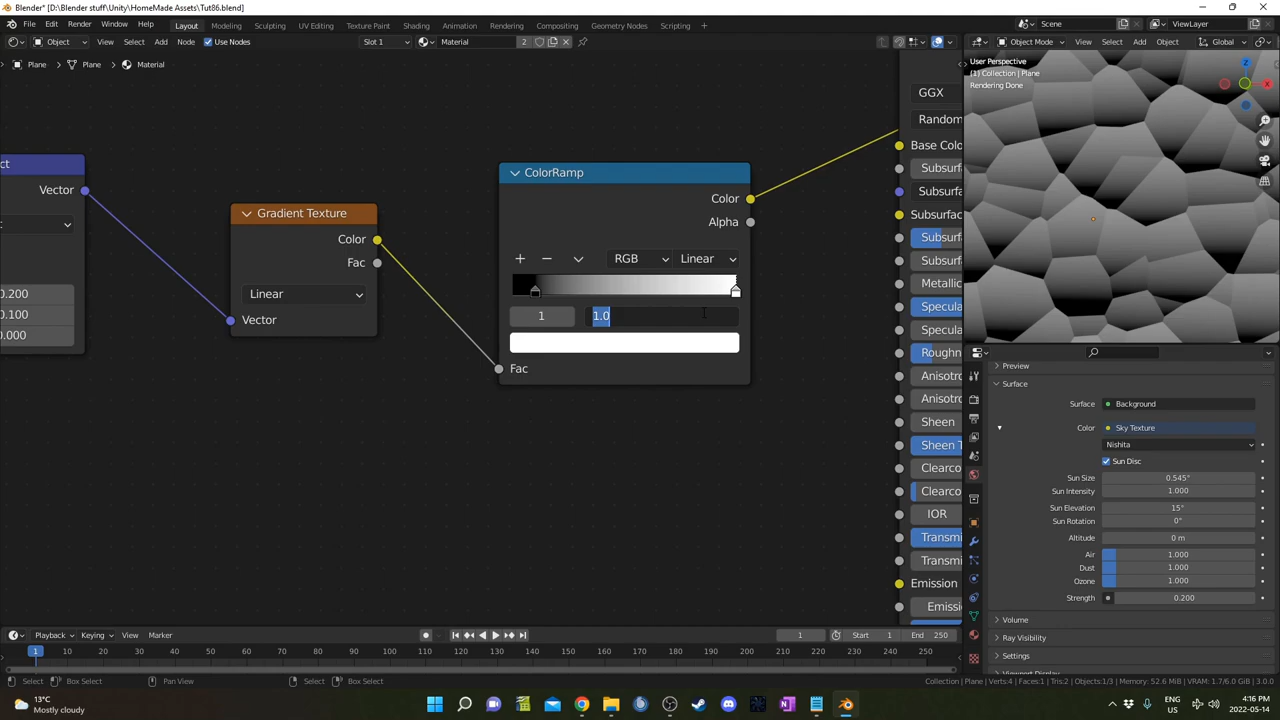 Blender* [D:\Blender stuff\Unity\HomeMade Assets\Tut86.blend]
File Edit Render Window Help Layout Modeling Sculpting UV Editing Texture Paint Shading Animation Rendering Compositing Geometry Nodes Scripting Scene ViewLayer
Object View Select Add Node Use Nodes Slot 1 Material 2 Object Mode View Select Add Object Global
Plane Plane Material
User Perspective
(1) Collection | Plane
Rendering Done
ct
Vector
0.200
0.100
0.000
Gradient Texture
Color
Fac
Linear
Vector
ColorRamp
Color
Alpha
RGB Linear
1 1.0
Fac
GGX
Random
Base Colo
Subsurf
Subsurf
Subsurfa
Subsurf
Subsurf
Metallic
Specula
Specula
Roughn
Anisotro
Anisotro
Sheen
Sheen T
Clearco
Clearco
IOR
Transmi
Transmi
Emission
Emissio
Preview
Surface
Surface Background
Color Sky Texture
Nishita
Sun Disc
Sun Size 0.545°
Sun Intensity 1.000
Sun Elevation 15°
Sun Rotation 0°
Altitude 0 m
Air 1.000
Dust 1.000
Ozone 1.000
Strength 0.200
Volume
Ray Visibility
Settings
Viewport Display
Playback Keying View Marker 1 Start 1 End 250
1 10 20 30 40 50 60 70 80 90 100 110 120 130 140 150 160 170 180 190 200 210 220 230 240 250
Select Box Select Pan View Select Box Select Collection | Plane | Verts:4 | Faces:1 | Tris:2 | Objects:1/3 | Memory: 52.6 MiB | VRAM: 1.7/6.0 GiB | 3.0.0
13°C
Mostly cloudy
ENG
US
4:16 PM
2022-05-14